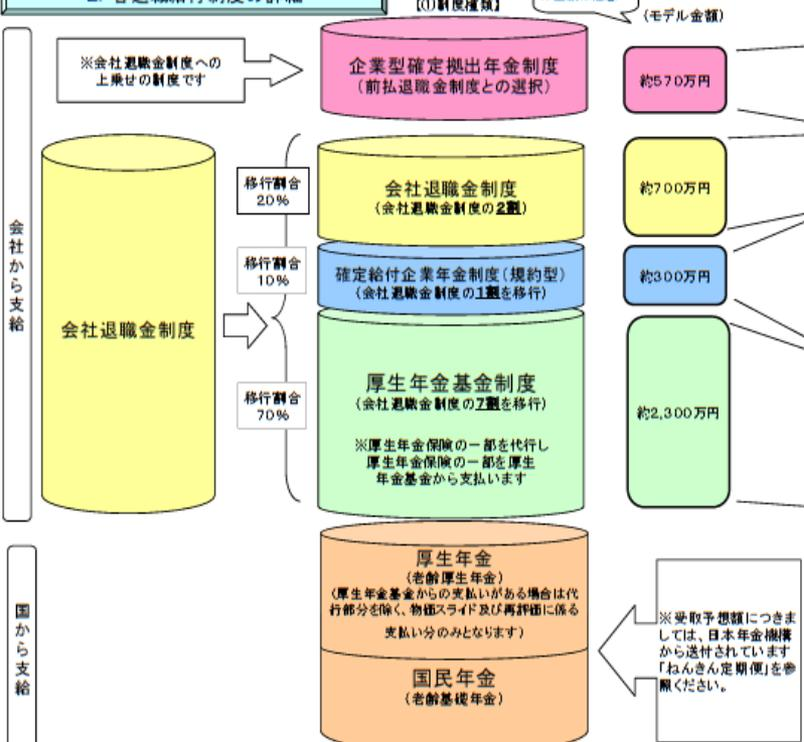 【①制度種類】
(モデル金額)
会社から支給
※会社退職金制度への
上乗せの制度です
企業型確定拠出年金制度
(前払退職金制度との選択)
約570万円
会社退職金制度
移行割合
20%
会社退職金制度
(会社退職金制度の2割)
約700万円
移行割合
10%
確定給付企業年金制度(規約型)
(会社退職金制度の1割を移行)
約300万円
移行割合
70%
厚生年金基金制度
(会社退職金制度の7割を移行)
※厚生年金保険の一部を代行し
厚生年金保険の一部を厚生
年金基金から支払います
約2,300万円
国から支給
厚生年金
(老齢厚生年金)
(厚生年金基金からの支払いがある場合は代
行部分を除く、物価スライド及び再評価に係る
支払い分のみとなります)
国民年金
(老齢基礎年金)
※受取予想額につきま
しては、日本年金機構
から送付されています
「ねんきん定期便」を参
照ください。